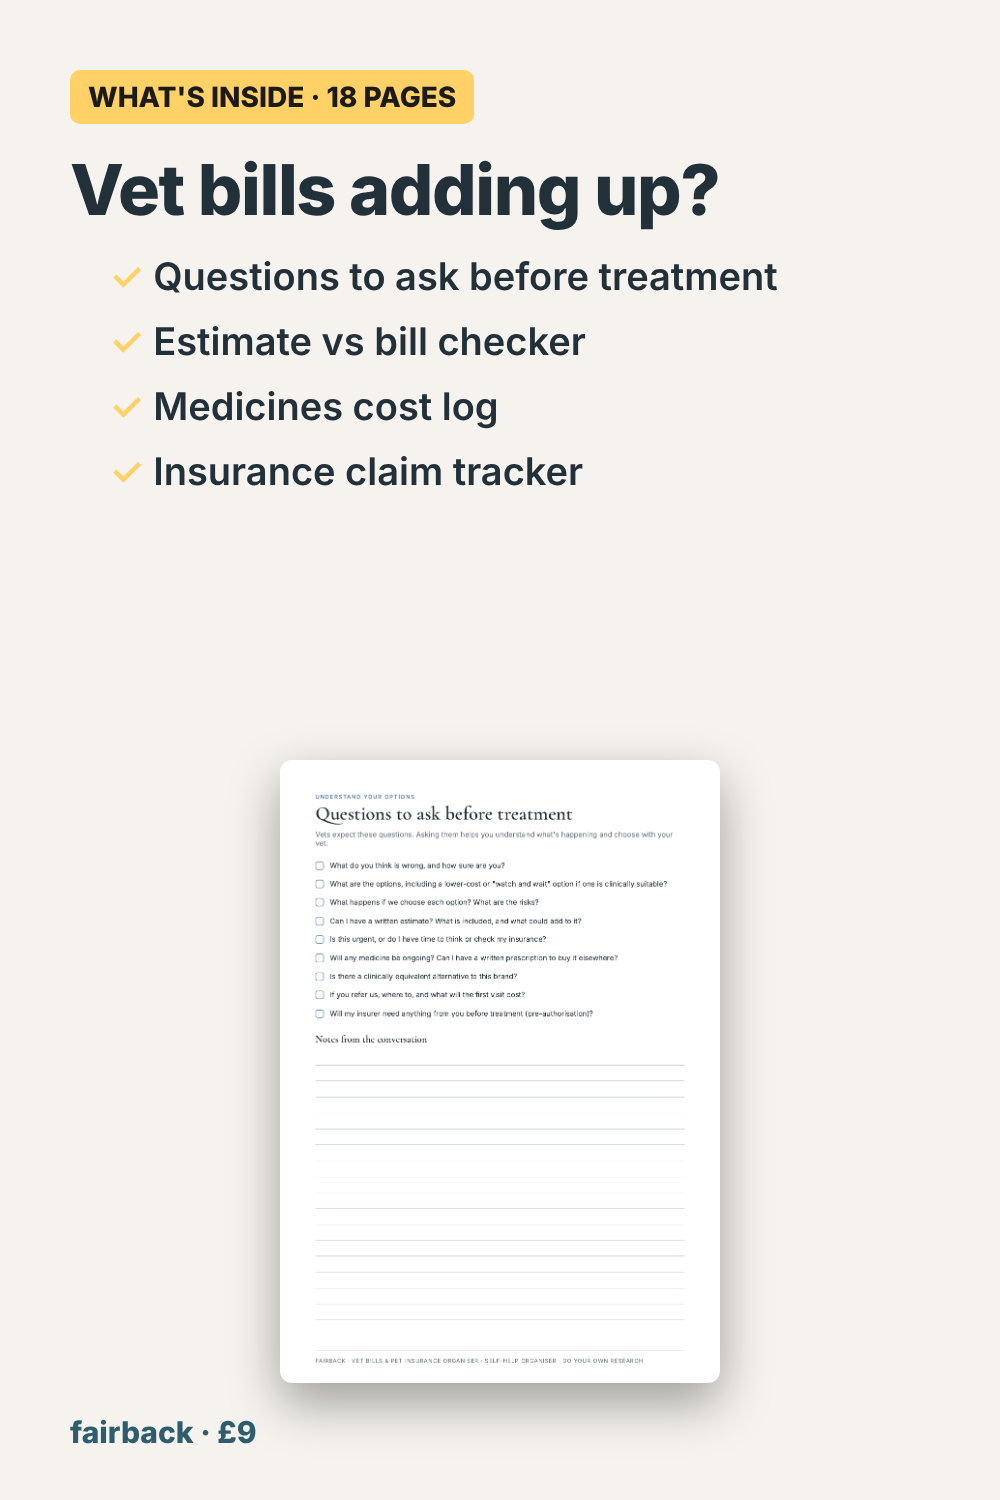 WHAT'S INSIDE · 18 PAGES
Vet bills adding up?
✓ Questions to ask before treatment
✓ Estimate vs bill checker
✓ Medicines cost log
✓ Insurance claim tracker
UNDERSTAND YOUR OPTIONS
Questions to ask before treatment
Vets expect these questions. Asking them helps you understand what's happening and choose with your
vet.
What do you think is wrong, and how sure are you?
What are the options, including a lower-cost or "watch and wait" option if one is clinically suitable?
What happens if we choose each option? What are the risks?
Can I have a written estimate? What is included, and what could add to it?
Is this urgent, or do I have time to think or check my insurance?
Will any medicine be ongoing? Can I have a written prescription to buy it elsewhere?
Is there a clinically equivalent alternative to this brand?
If you refer us, where to, and what will the first visit cost?
Will my insurer need anything from you before treatment (pre-authorisation)?
Notes from the conversation
FAIRBACK · VET BILLS & PET INSURANCE ORGANISER · SELF-HELP ORGANISER · DO YOUR OWN RESEARCH
fairback · £9